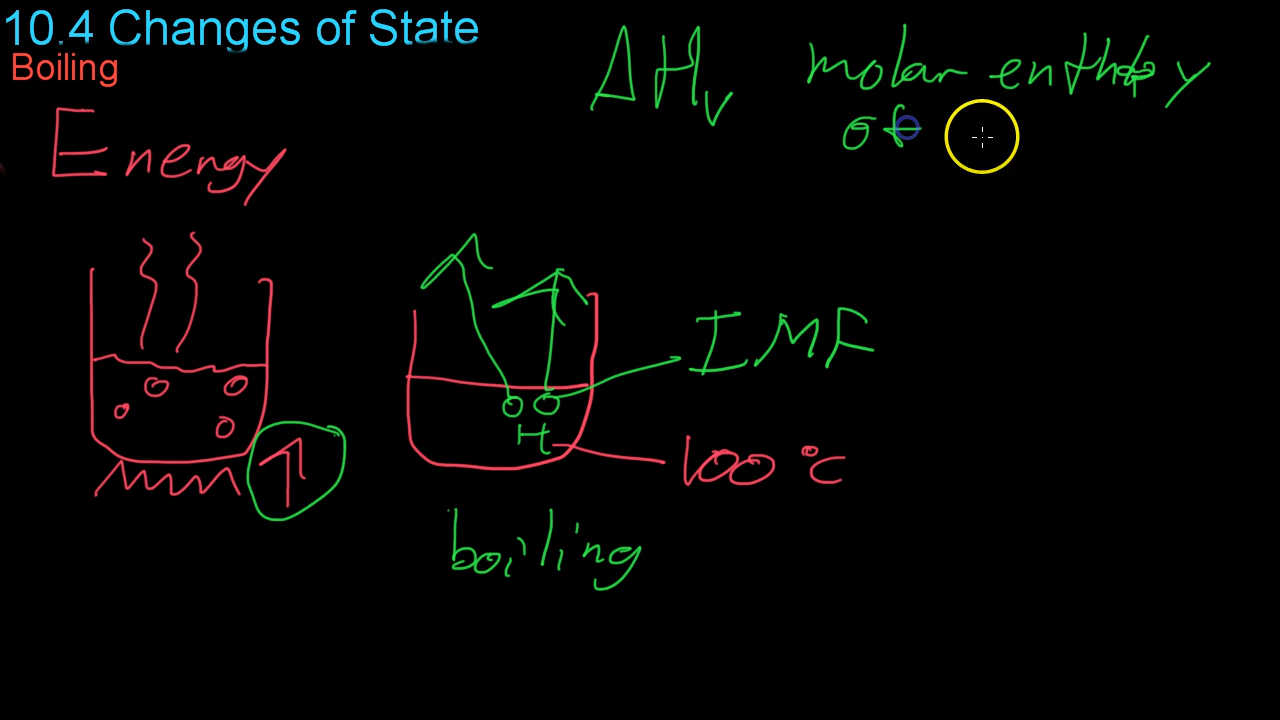 10.4 Changes of State
Boiling
Energy
ΔHv
molar enthalpy
of
IMF
H
100 °C
boiling